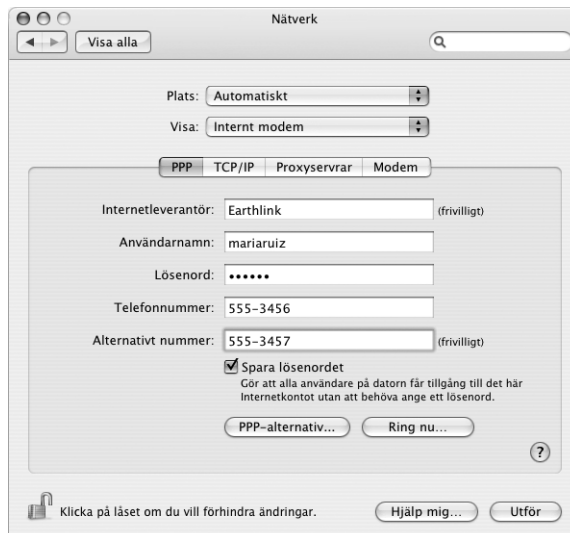 Nätverk
Visa alla
Plats: Automatiskt
Visa: Internt modem
PPP TCP/IP Proxyservrar Modem
Internetleverantör: Earthlink (frivilligt)
Användarnamn: mariaruiz
Lösenord: ••••••
Telefonnummer: 555-3456
Alternativt nummer: 555-3457 (frivilligt)
Spara lösenordet
Gör att alla användare på datorn får tillgång till det här
Internetkontot utan att behöva ange ett lösenord.
PPP-alternativ... Ring nu...
?
Klicka på låset om du vill förhindra ändringar. Hjälp mig... Utför